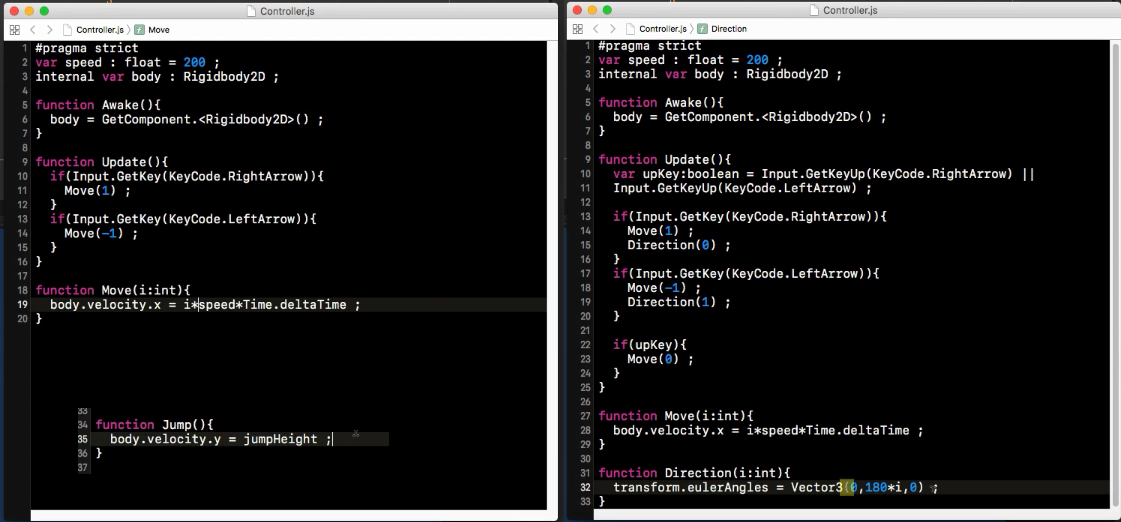 Controller.js
Controller.js 〉 Move
1 #pragma strict
2 var speed : float = 200 ;
3 internal var body : Rigidbody2D ;
4
5 function Awake(){
6 body = GetComponent.<Rigidbody2D>() ;
7 }
8
9 function Update(){
10 if(Input.GetKey(KeyCode.RightArrow)){
11 Move(1) ;
12 }
13 if(Input.GetKey(KeyCode.LeftArrow)){
14 Move(-1) ;
15 }
16 }
17
18 function Move(i:int){
19 body.velocity.x = i*speed*Time.deltaTime ;
20 }
33
34 function Jump(){
35 body.velocity.y = jumpHeight ;
36 }
37
Controller.js
Controller.js 〉 Direction
1 #pragma strict
2 var speed : float = 200 ;
3 internal var body : Rigidbody2D ;
4
5 function Awake(){
6 body = GetComponent.<Rigidbody2D>() ;
7 }
8
9 function Update(){
10 var upKey:boolean = Input.GetKeyUp(KeyCode.RightArrow) ||
11 Input.GetKeyUp(KeyCode.LeftArrow) ;
12
13 if(Input.GetKey(KeyCode.RightArrow)){
14 Move(1) ;
15 Direction(0) ;
16 }
17 if(Input.GetKey(KeyCode.LeftArrow)){
18 Move(-1) ;
19 Direction(1) ;
20 }
21
22 if(upKey){
23 Move(0) ;
24 }
25 }
26
27 function Move(i:int){
28 body.velocity.x = i*speed*Time.deltaTime ;
29 }
30
31 function Direction(i:int){
32 transform.eulerAngles = Vector3(0,180*i,0) ;
33 }